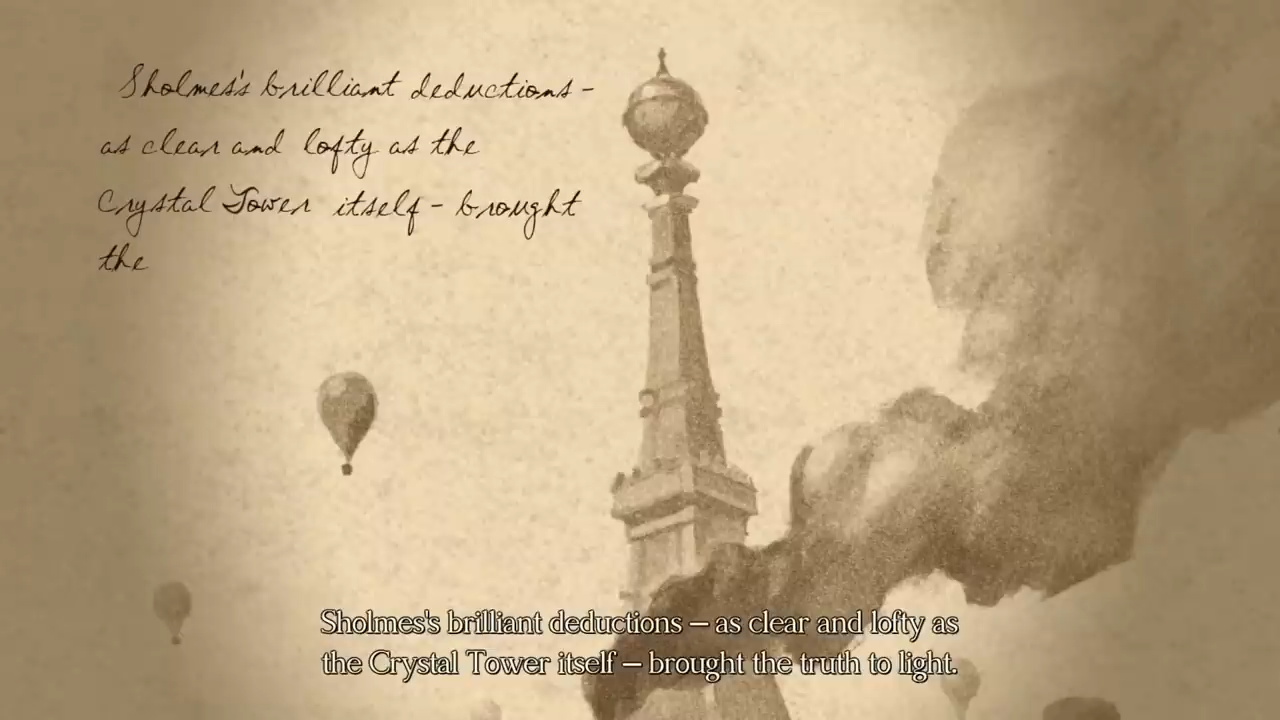 Sholmes's brilliant deductions -
as clear and lofty as the
Crystal Tower itself - brought
the
Sholmes's brilliant deductions – as clear and lofty as
the Crystal Tower itself – brought the truth to light.